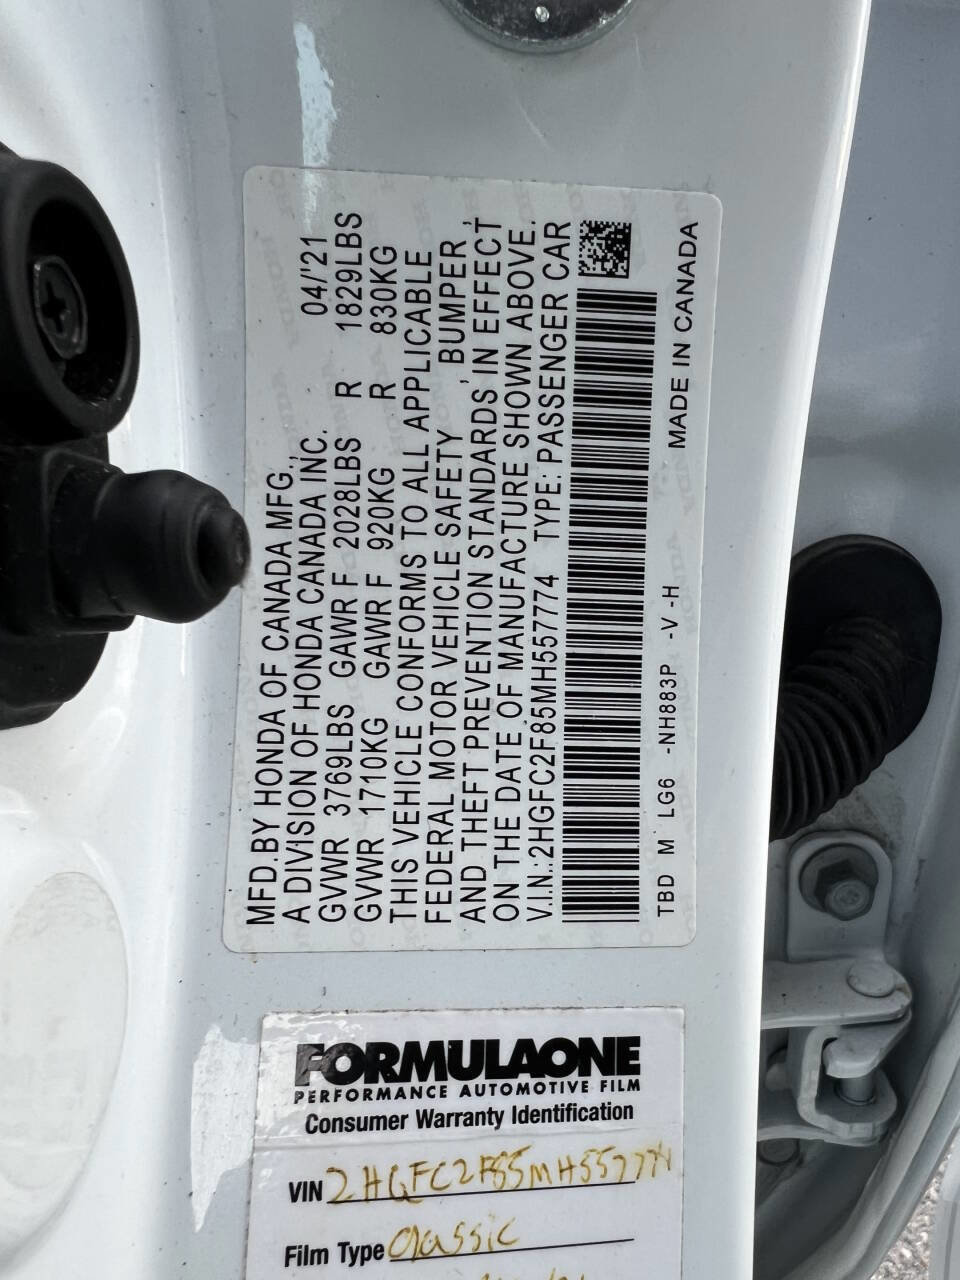 MFD.BY HONDA OF CANADA MFG.,
A DIVISION OF HONDA CANADA INC. 04/'21
GVWR 3769LBS GAWR F 2028LBS R 1829LBS
GVWR 1710KG GAWR F 920KG R 830KG
THIS VEHICLE CONFORMS TO ALL APPLICABLE
FEDERAL MOTOR VEHICLE SAFETY , BUMPER ,
AND THEFT PREVENTION STANDARDS IN EFFECT
ON THE DATE OF MANUFACTURE SHOWN ABOVE.
V.I.N.:2HGFC2F85MH557774 TYPE: PASSENGER CAR
TBD M LG6 -NH883P -V -H MADE IN CANADA
FORMULAONE
PERFORMANCE AUTOMOTIVE FILM
Consumer Warranty Identification
VIN 2HGFC2F85MH557774
Film Type Classic